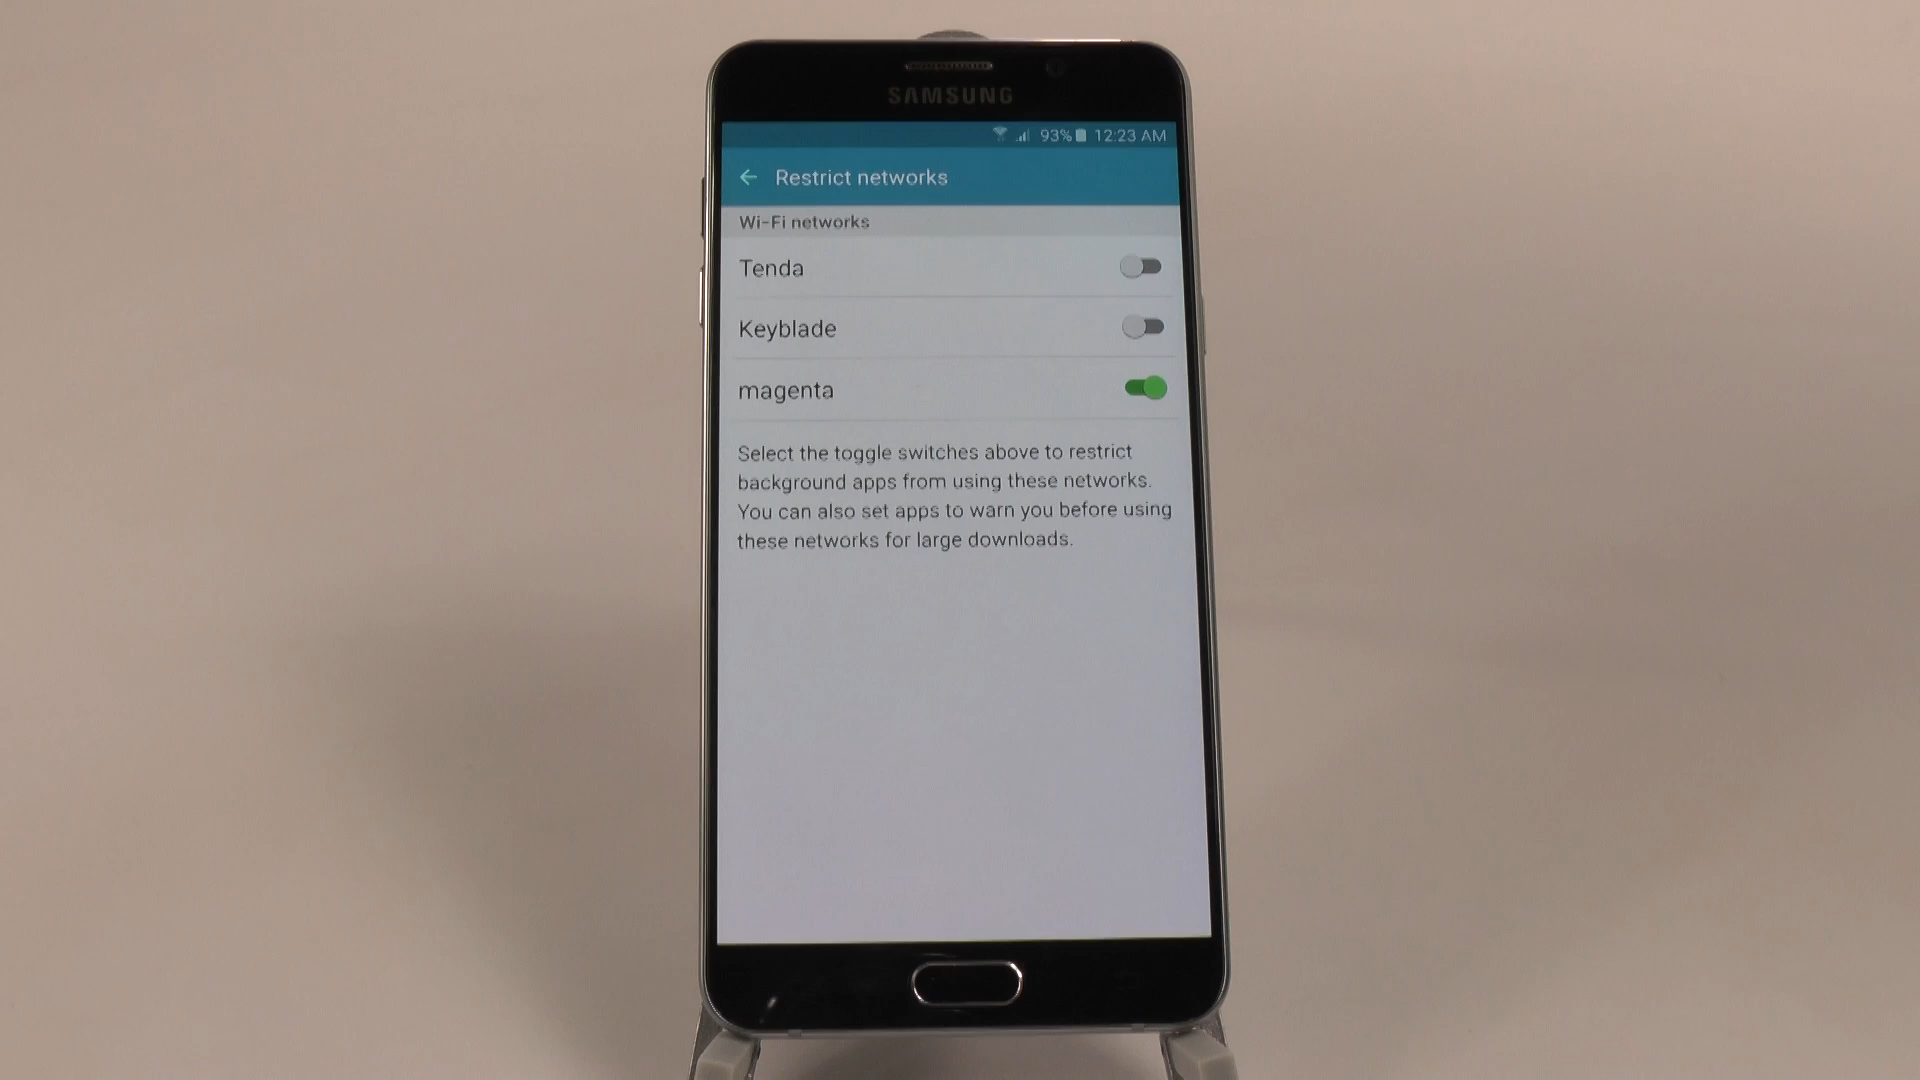 SAMSUNG
93% 12:23 AM
Restrict networks
Wi-Fi networks
Tenda
Keyblade
magenta
Select the toggle switches above to restrict
background apps from using these networks.
You can also set apps to warn you before using
these networks for large downloads.